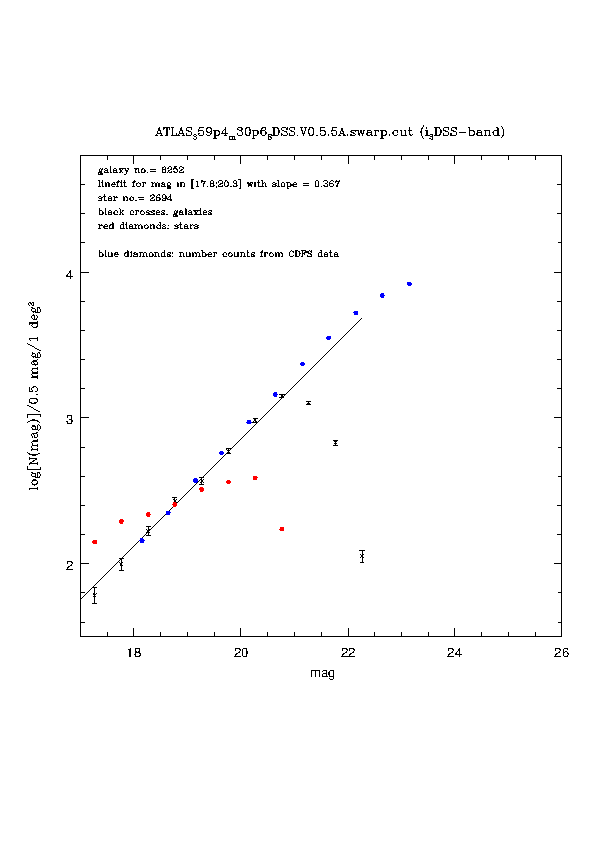 ATLAS_s59p4_m30p6_sDSS.V0.5.5A.swarp.cut (i_sDSS-band)
galaxy no.= 8252
linefit for mag in [17.8;20.3] with slope = 0.367
star no.= 2694
black crosses: galaxies
red diamonds: stars
blue diamonds: number counts from CDFS data
log[N(mag)]/0.5 mag/1 deg²
4
3
2
18 20 22 24 26
mag